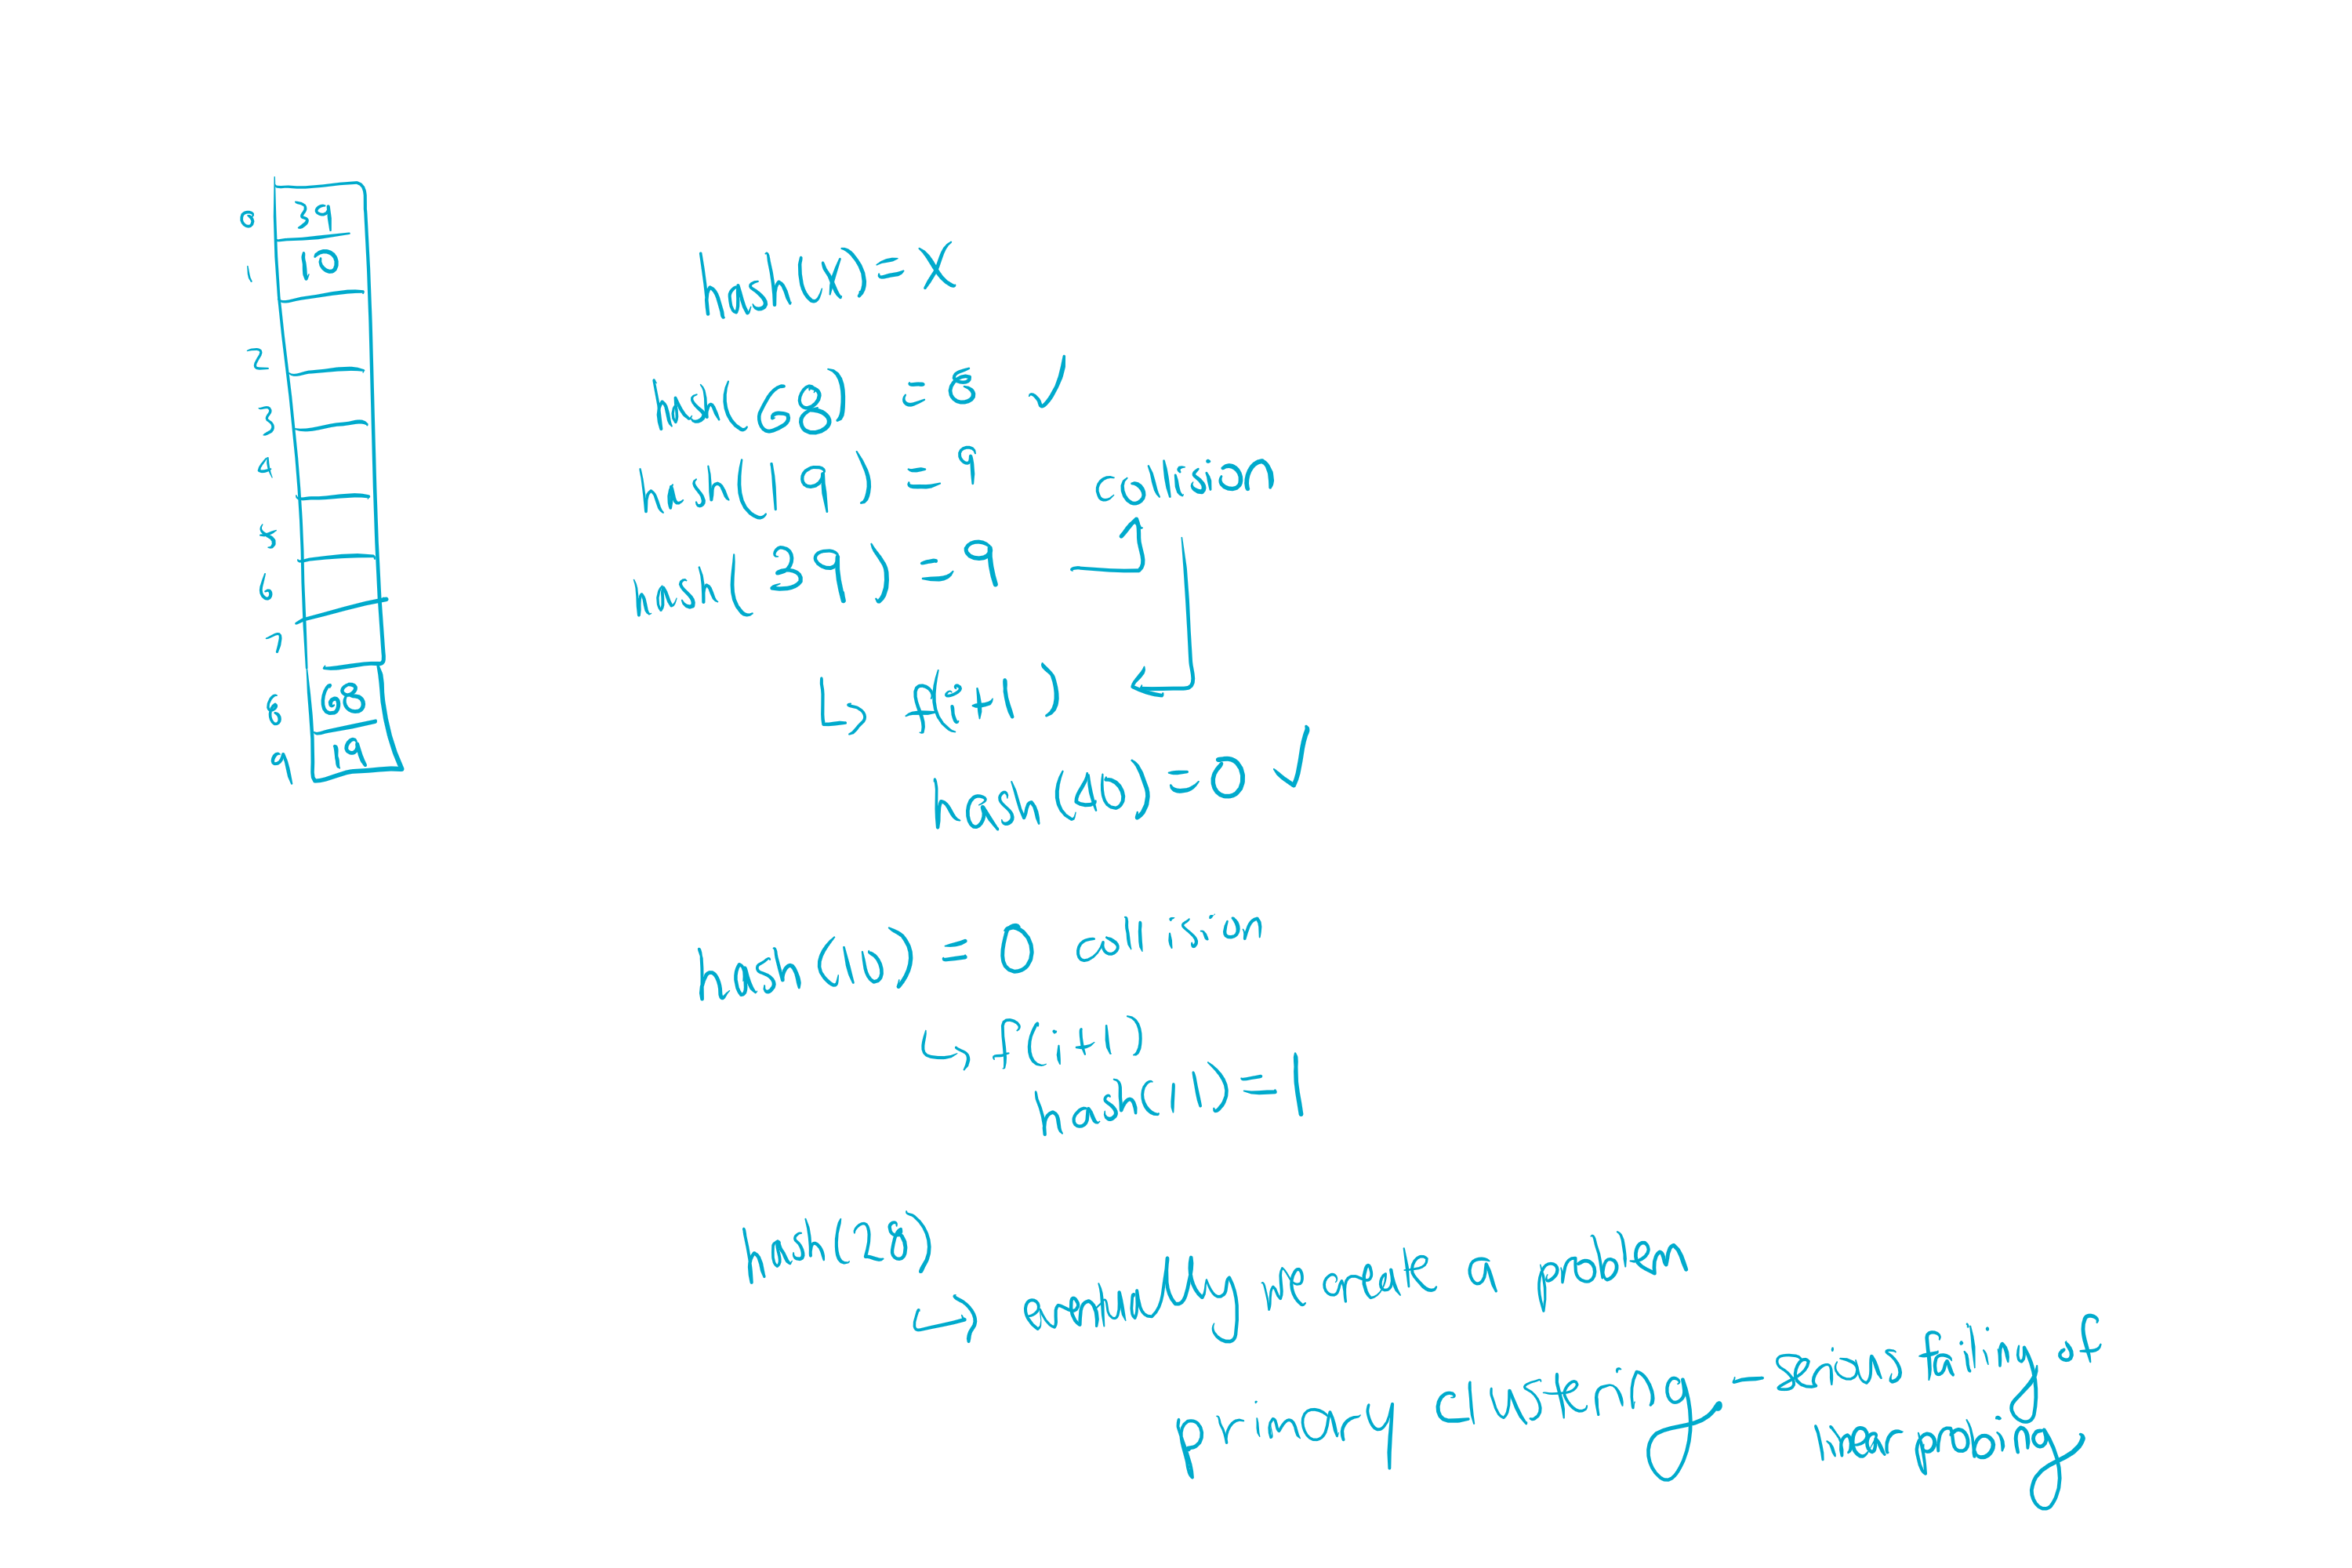 0 39
1 10
2
3
4
5
6
7
8 68
9 19
hash(x) = x
hash(68) = 8 ✓
hash(19) = 9
collision
hash(39) = 9
↳ f(i+1)
hash(40) = 0 ✓
hash(10) = 0 collision
↳ f(i+1)
hash(11) = 1
hash(28)
↳ eventually we create a problem
primary clustering - serious failing of
linear probing